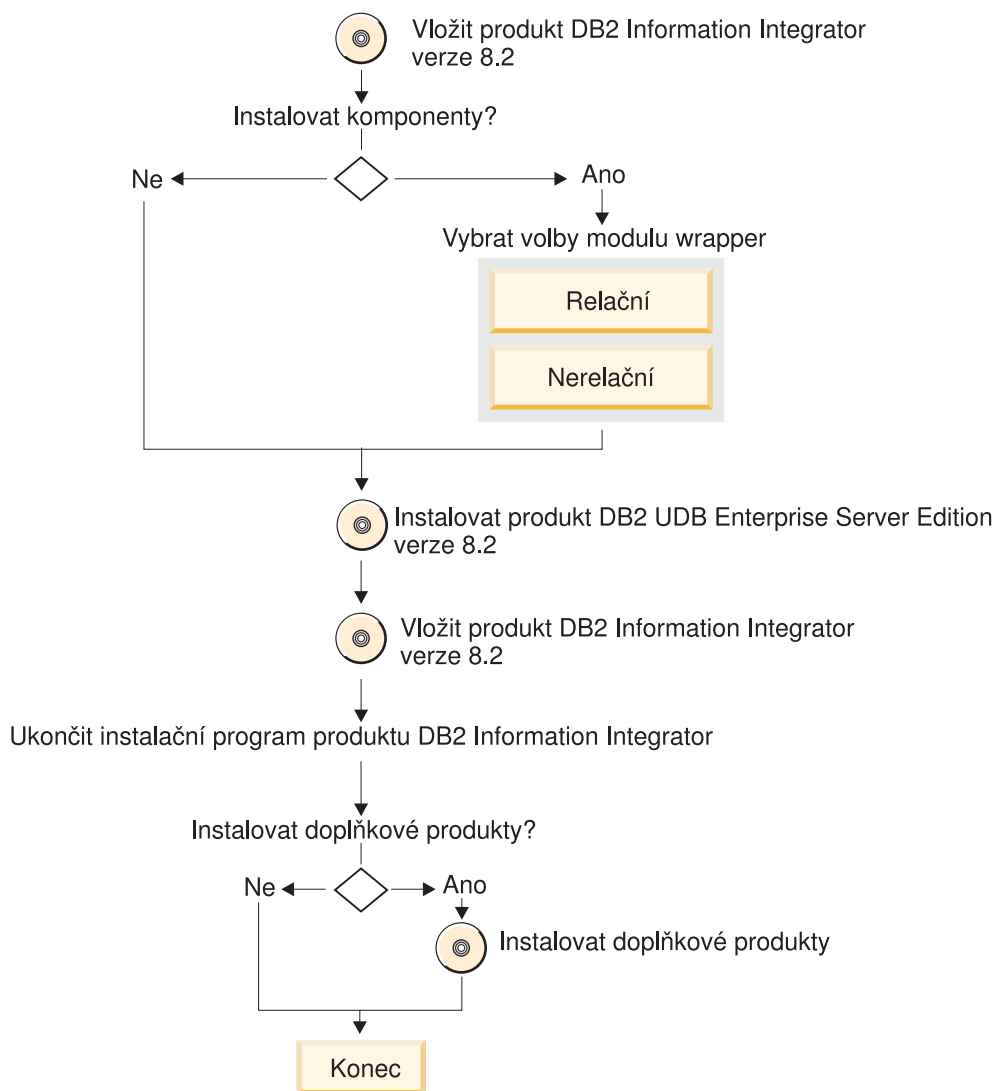 Vložit produkt DB2 Information Integrator
verze 8.2
Instalovat komponenty?
Ne
Ano
Vybrat volby modulu wrapper
Relační
Nerelační
Instalovat produkt DB2 UDB Enterprise Server Edition
verze 8.2
Vložit produkt DB2 Information Integrator
verze 8.2
Ukončit instalační program produktu DB2 Information Integrator
Instalovat doplňkové produkty?
Ne
Ano
Instalovat doplňkové produkty
Konec